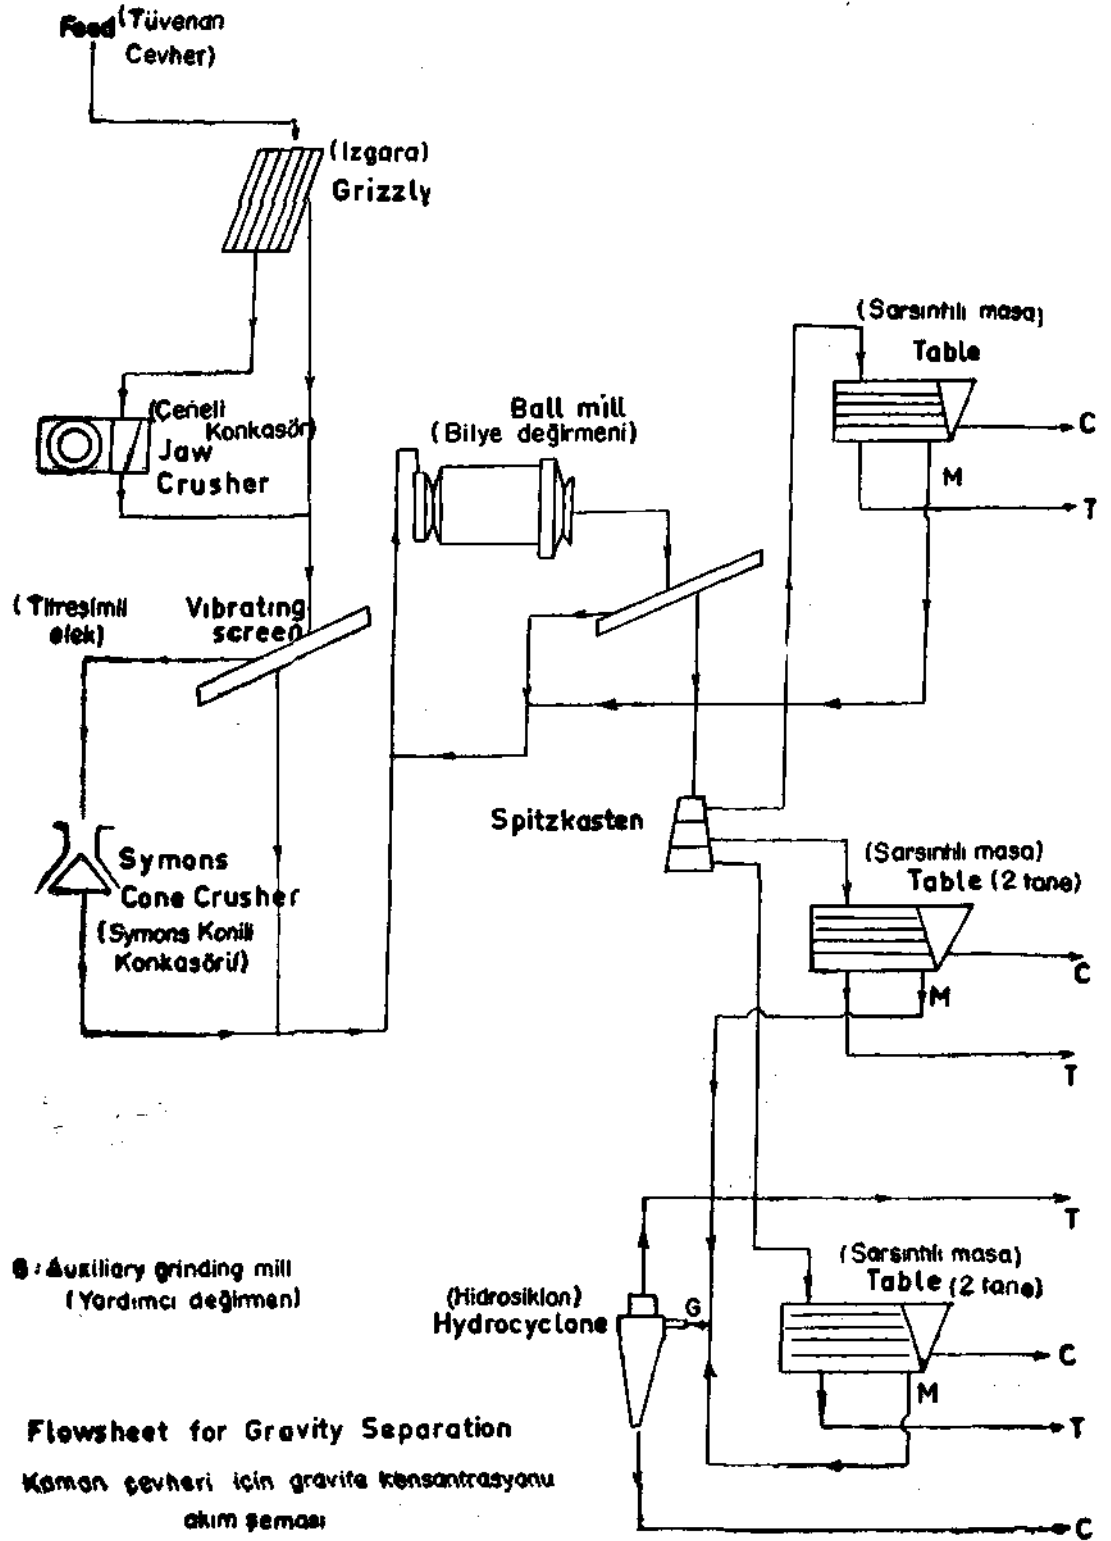 Feed (Tüvenan
Cevher)
(Izgara)
Grizzly
(Çeneli
Konkasör)
Jaw
Crusher
Ball mill
(Bilye değirmeni)
(Sarsıntılı masa)
Table
C
M
T
(Titreşimli
elek)
Vibrating
screen
Spitzkasten
Symons
Cone Crusher
(Symons Konili
Konkasörü)
(Sarsıntılı masa)
Table (2 tane)
C
M
T
T
G: Auxiliary grinding mill
(Yardımcı değirmen)
(Hidrosiklon)
Hydrocyclone
G
(Sarsıntılı masa)
Table (2 tane)
C
M
T
C
Flowsheet for Gravity Separation
Kaman cevheri için gravite konsantrasyonu
akım şeması